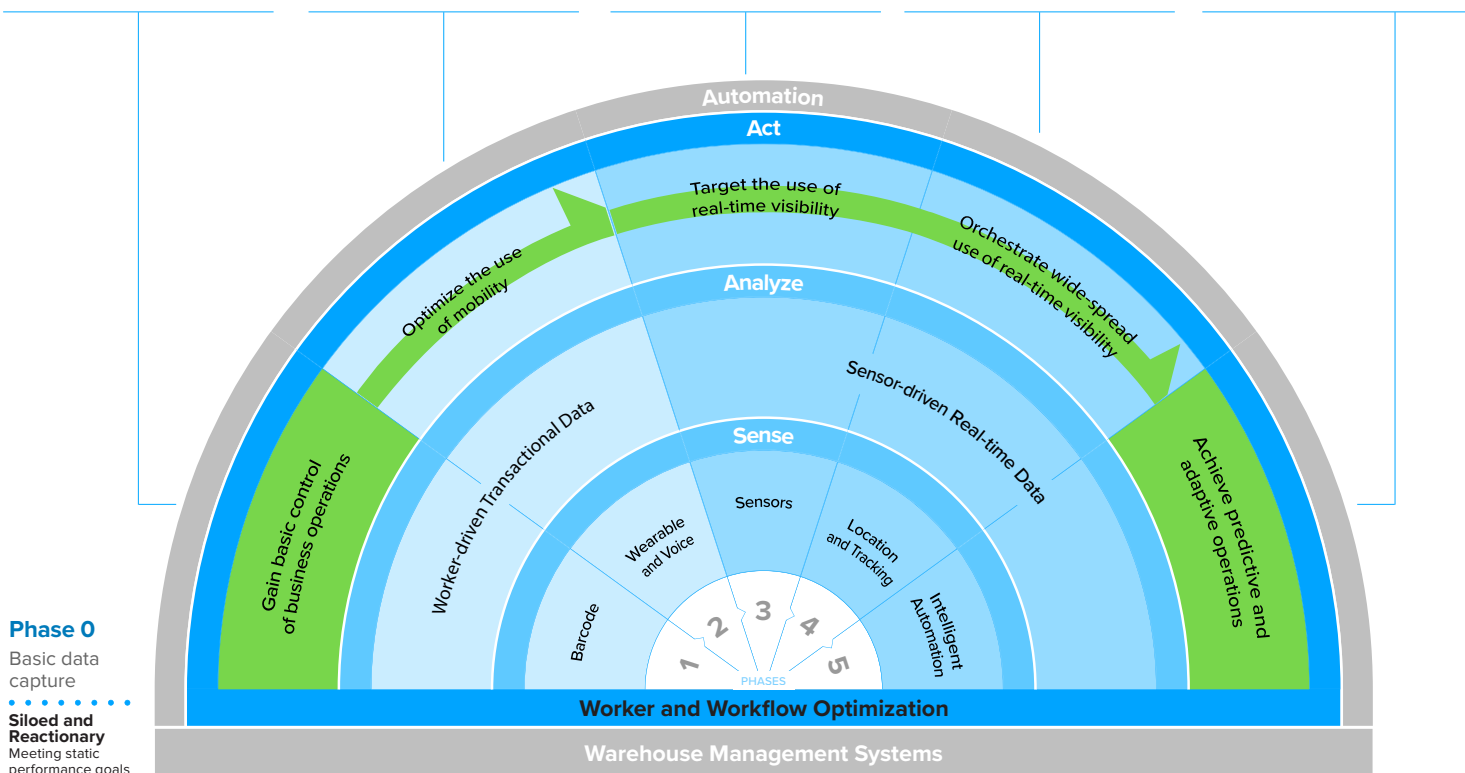 Automation
Act
Target the use of
real-time visibility
Optimize the use
of mobility
Orchestrate wide-spread
use of real-time visibility
Gain basic control
of business operations
Achieve predictive and
adaptive operations
Analyze
Worker-driven Transactional Data
Sensor-driven Real-time Data
Sense
Barcode
Wearable
and Voice
Sensors
Location
and Tracking
Intelligent
Automation
1
2
3
4
5
PHASES
Worker and Workflow Optimization
Warehouse Management Systems
Phase 0
Basic data
capture
Siloed and
Reactionary
Meeting static
performance goals